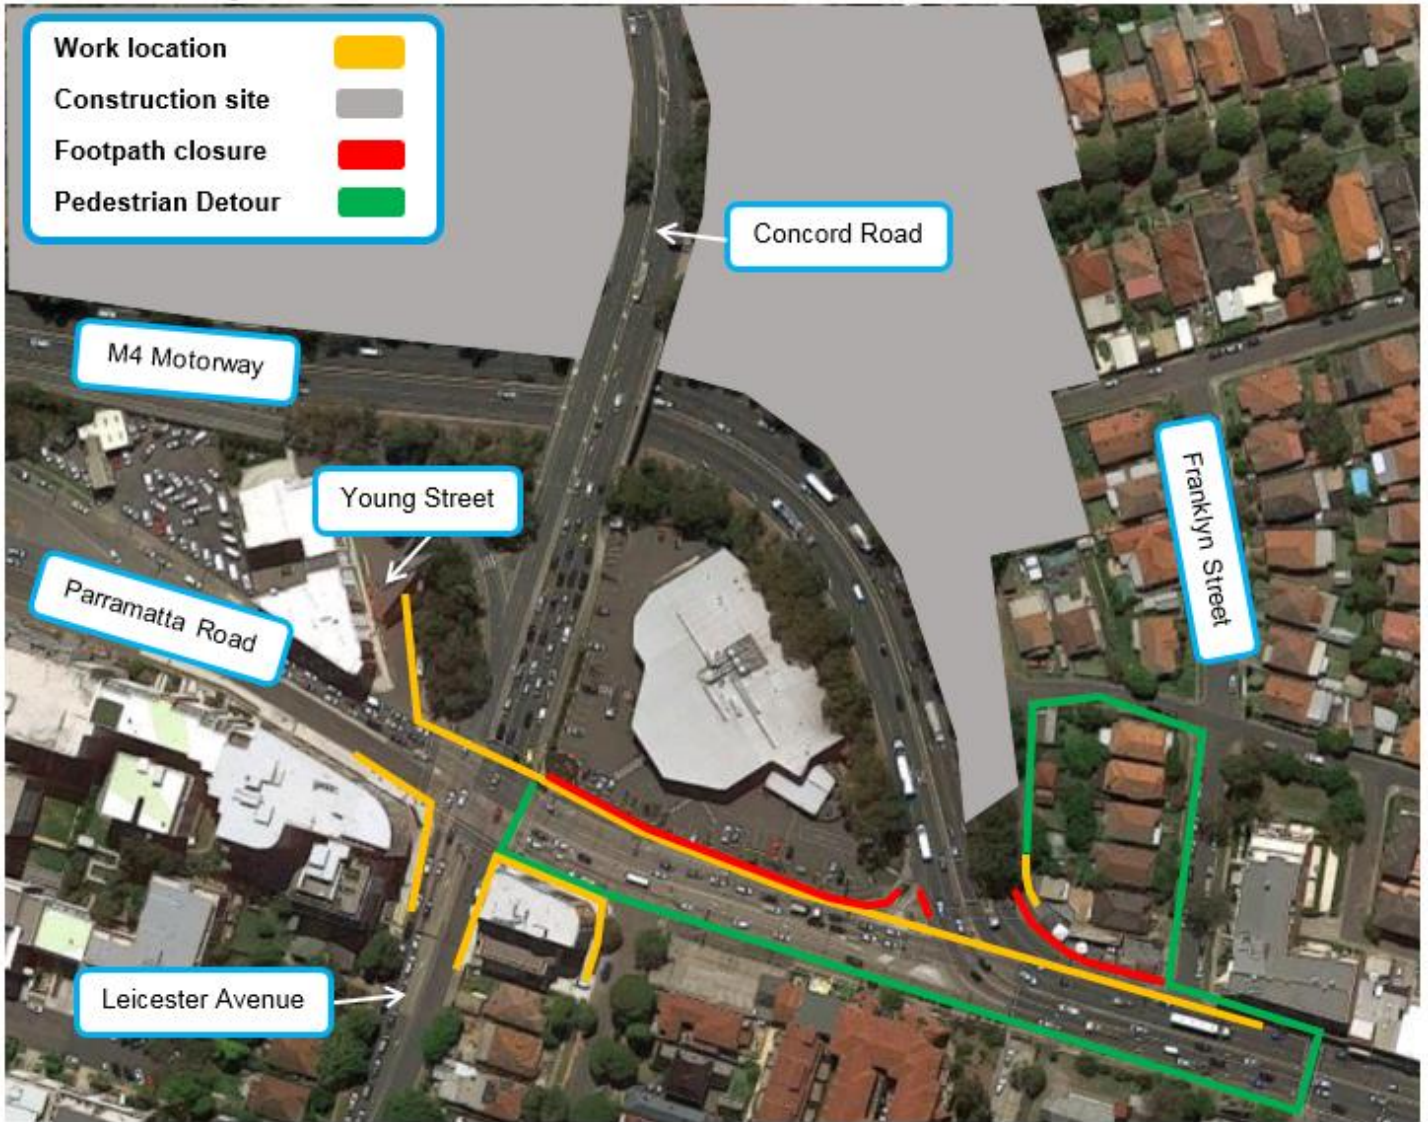 Work location
Construction site
Footpath closure
Pedestrian Detour
Concord Road
M4 Motorway
Young Street
Franklyn Street
Parramatta Road
Leicester Avenue